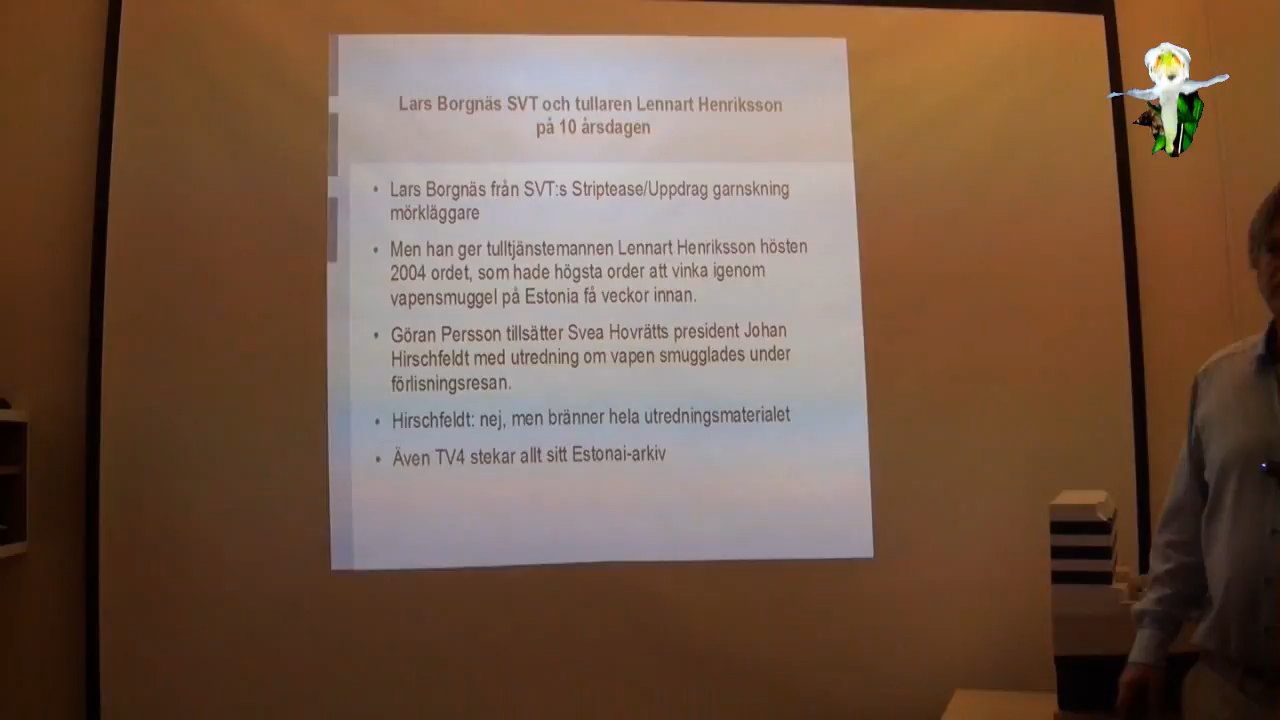 Lars Borgnäs SVT och tullaren Lennart Henriksson
på 10 årsdagen
• Lars Borgnäs från SVT:s Striptease/Uppdrag garnskning
mörkläggare
• Men han ger tulltjänstemannen Lennart Henriksson hösten
2004 ordet, som hade högsta order att vinka igenom
vapensmuggel på Estonia få veckor innan.
• Göran Persson tillsätter Svea Hovrätts president Johan
Hirschfeldt med utredning om vapen smugglades under
förlisningsresan.
• Hirschfeldt: nej, men bränner hela utredningsmaterialet
• Även TV4 stekar allt sitt Estonai-arkiv